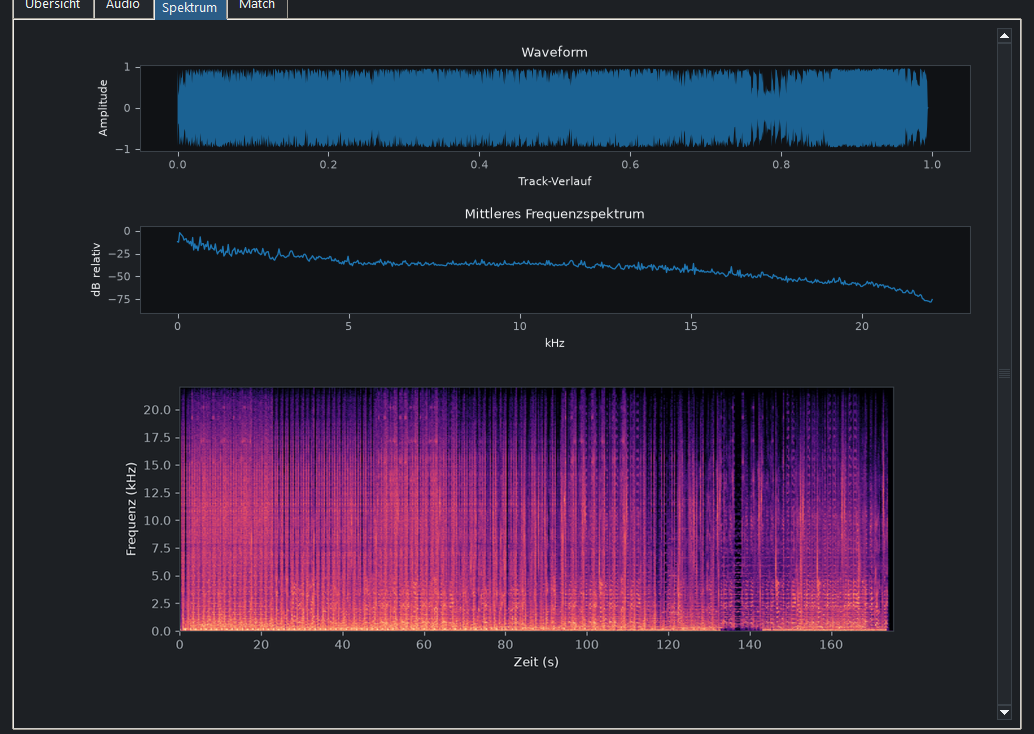 Übersicht Audio Spektrum Match
Waveform
Amplitude
1
0
−1
0.0 0.2 0.4 0.6 0.8 1.0
Track-Verlauf
Mittleres Frequenzspektrum
dB relativ
0
−25
−50
−75
0 5 10 15 20
kHz
Frequenz (kHz)
20.0
17.5
15.0
12.5
10.0
7.5
5.0
2.5
0.0
0 20 40 60 80 100 120 140 160
Zeit (s)